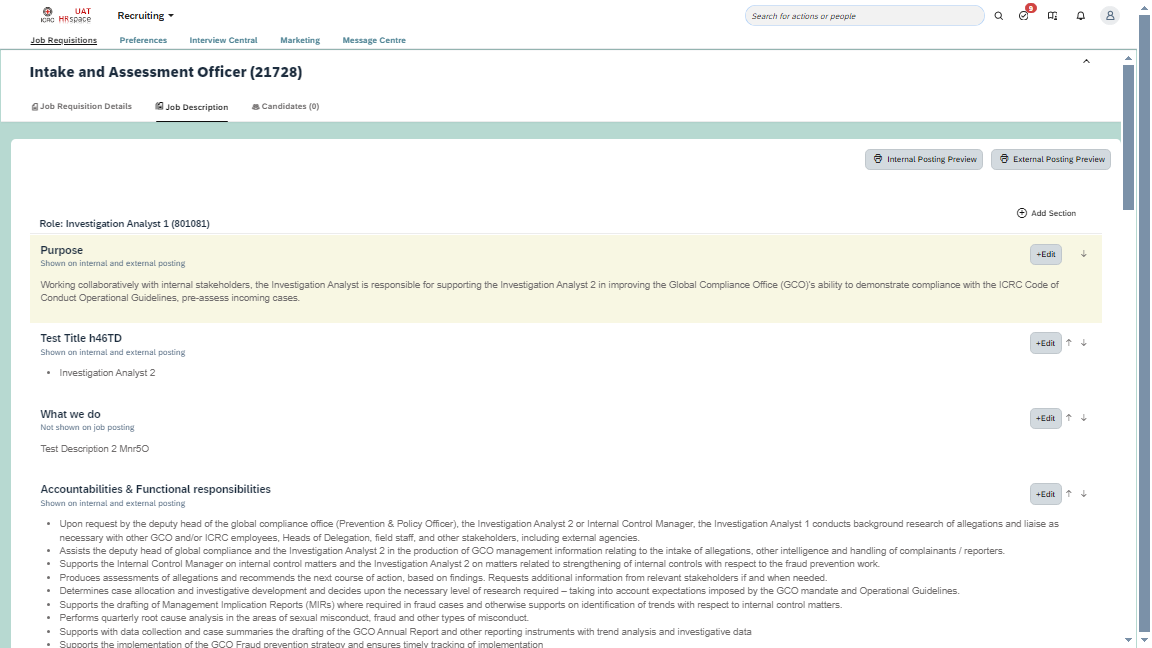 ICRC
UAT
HRspace
Recruiting
Search for actions or people
9
Job Requisitions
Preferences
Interview Central
Marketing
Message Centre
Intake and Assessment Officer (21728)
Job Requisition Details
Job Description
Candidates (0)
Internal Posting Preview
External Posting Preview
Add Section
Role: Investigation Analyst 1 (801081)
Purpose
+Edit
Shown on internal and external posting
Working collaboratively with internal stakeholders, the Investigation Analyst is responsible for supporting the Investigation Analyst 2 in improving the Global Compliance Office (GCO)'s ability to demonstrate compliance with the ICRC Code of
Conduct Operational Guidelines, pre-assess incoming cases.
Test Title h46TD
+Edit
Shown on internal and external posting
• Investigation Analyst 2
What we do
+Edit
Not shown on job posting
Test Description 2 Mnr5O
Accountabilities & Functional responsibilities
+Edit
Shown on internal and external posting
• Upon request by the deputy head of the global compliance office (Prevention & Policy Officer), the Investigation Analyst 2 or Internal Control Manager, the Investigation Analyst 1 conducts background research of allegations and liaise as
necessary with other GCO and/or ICRC employees, Heads of Delegation, field staff, and other stakeholders, including external agencies.
• Assists the deputy head of global compliance and the Investigation Analyst 2 in the production of GCO management information relating to the intake of allegations, other intelligence and handling of complainants / reporters.
• Supports the Internal Control Manager on internal control matters and the Investigation Analyst 2 on matters related to strengthening of internal controls with respect to the fraud prevention work.
• Produces assessments of allegations and recommends the next course of action, based on findings. Requests additional information from relevant stakeholders if and when needed.
• Determines case allocation and investigative development and decides upon the necessary level of research required – taking into account expectations imposed by the GCO mandate and Operational Guidelines.
• Supports the drafting of Management Implication Reports (MIRs) where required in fraud cases and otherwise supports on identification of trends with respect to internal control matters.
• Performs quarterly root cause analysis in the areas of sexual misconduct, fraud and other types of misconduct.
• Supports with data collection and case summaries the drafting of the GCO Annual Report and other reporting instruments with trend analysis and investigative data
• Supports the implementation of the GCO Fraud prevention strategy and ensures timely tracking of implementation